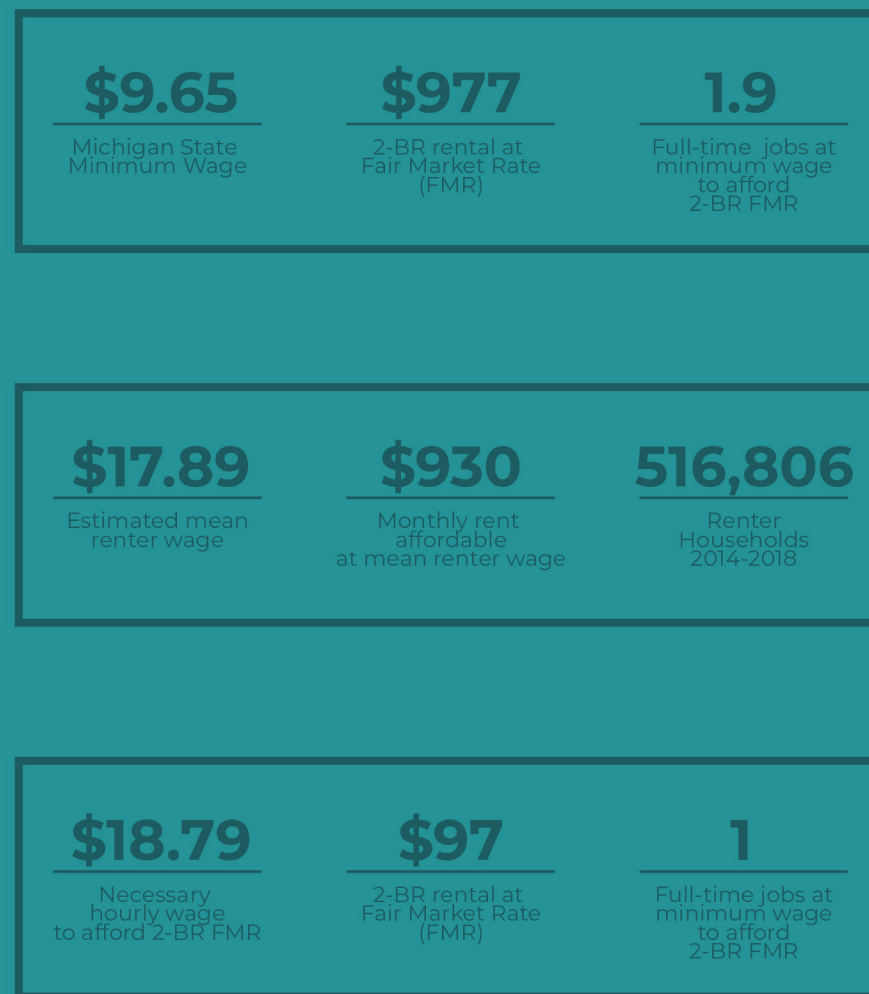 $9.65
Michigan State
Minimum Wage
$977
2-BR rental at
Fair Market Rate
(FMR)
1.9
Full-time jobs at
minimum wage
to afford
2-BR FMR
$17.89
Estimated mean
renter wage
$930
Monthly rent
affordable
at mean renter wage
516,806
Renter
Households
2014-2018
$18.79
Necessary
hourly wage
to afford 2-BR FMR
$97
2-BR rental at
Fair Market Rate
(FMR)
1
Full-time jobs at
minimum wage
to afford
2-BR FMR